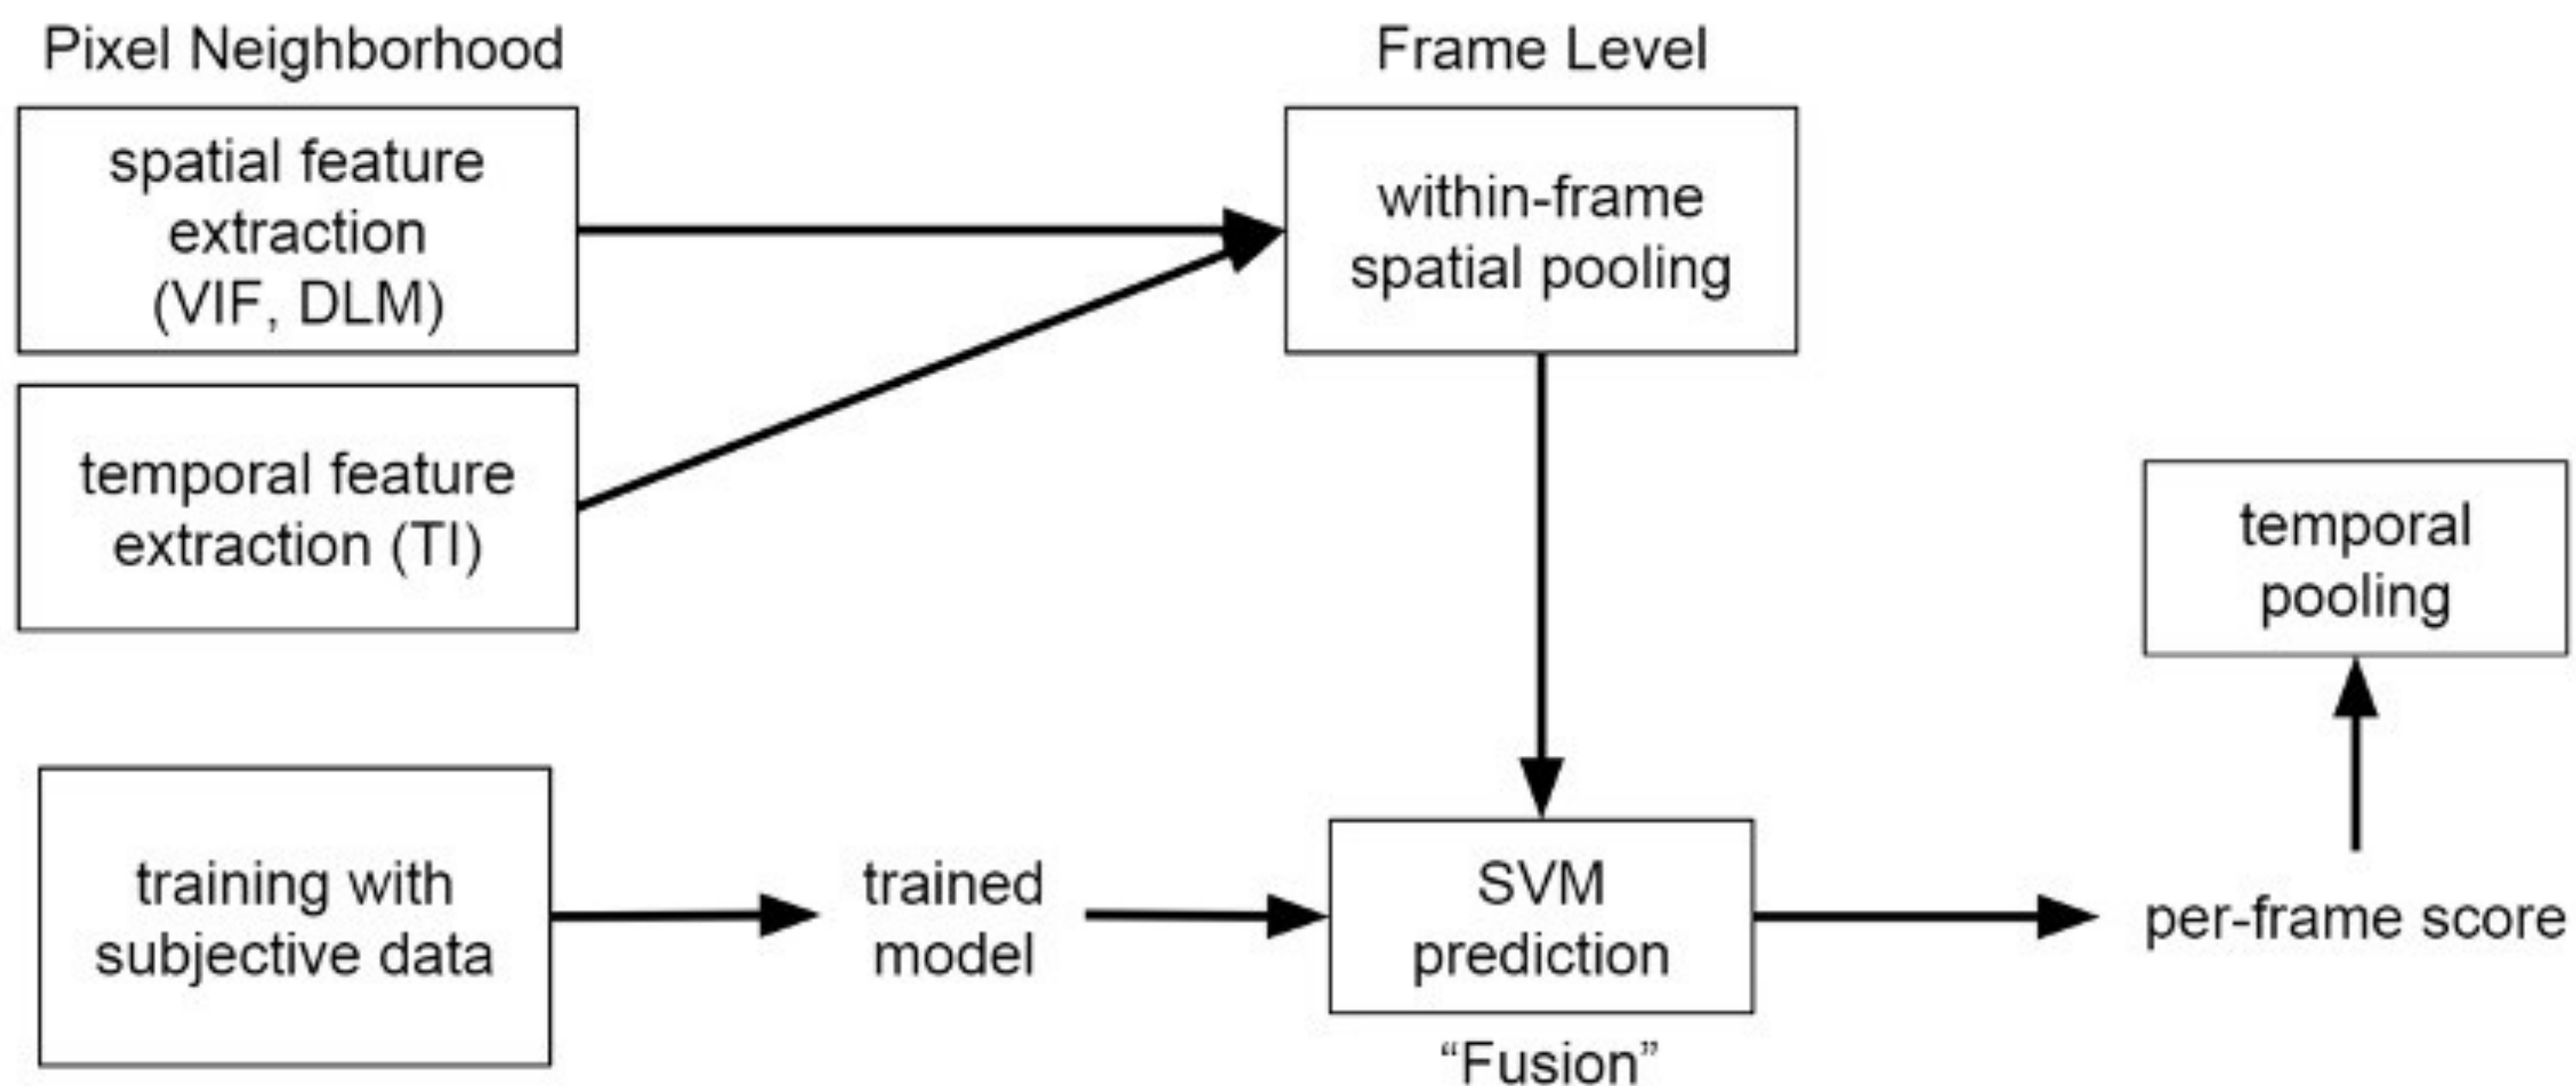 Pixel Neighborhood
Frame Level
spatial feature
extraction
(VIF, DLM)
within-frame
spatial pooling
temporal feature
extraction (TI)
temporal
pooling
training with
subjective data
trained
model
SVM
prediction
per-frame score
“Fusion”